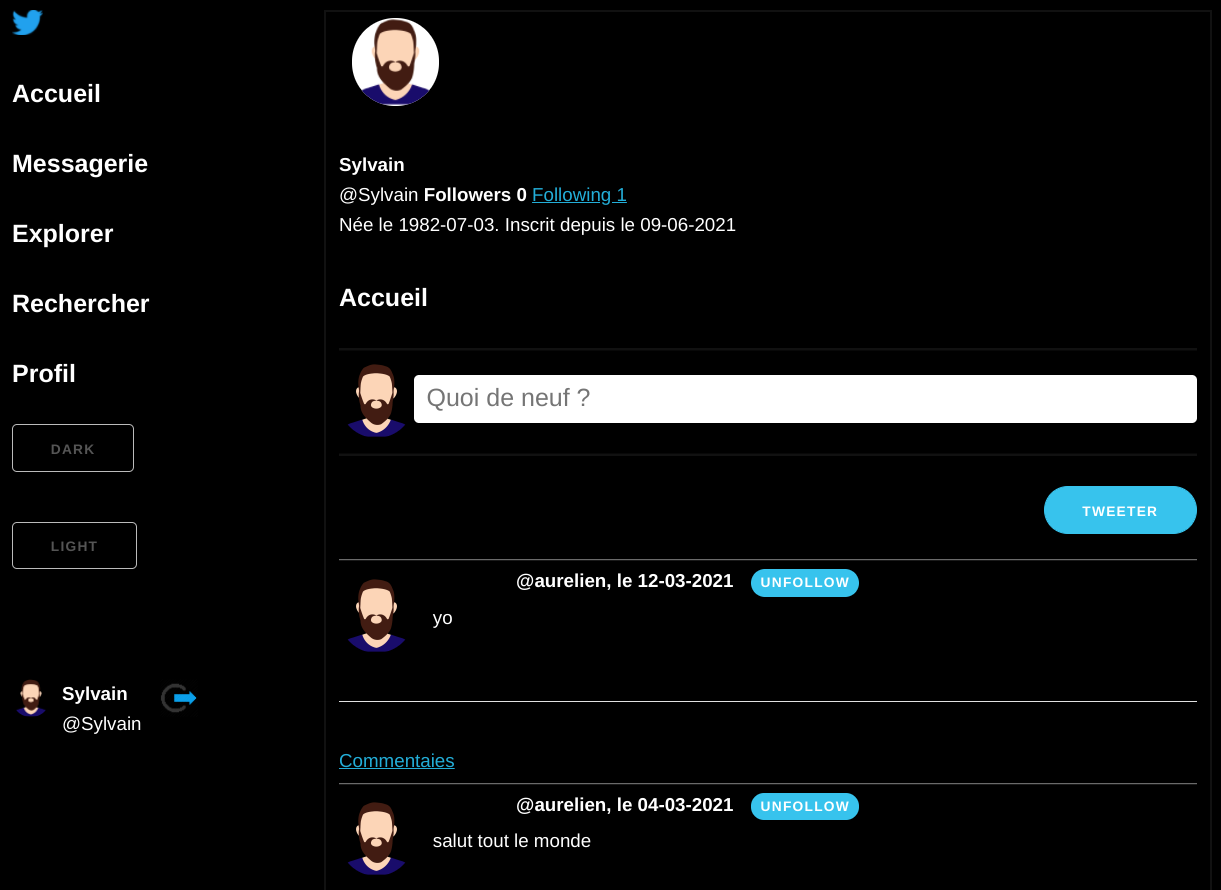 Accueil
Messagerie
Explorer
Rechercher
Profil
DARK
LIGHT
Sylvain
@Sylvain
Sylvain
@Sylvain Followers 0 Following 1
Née le 1982-07-03. Inscrit depuis le 09-06-2021
Accueil
Quoi de neuf ?
TWEETER
@aurelien, le 12-03-2021 UNFOLLOW
yo
Commentaies
@aurelien, le 04-03-2021 UNFOLLOW
salut tout le monde